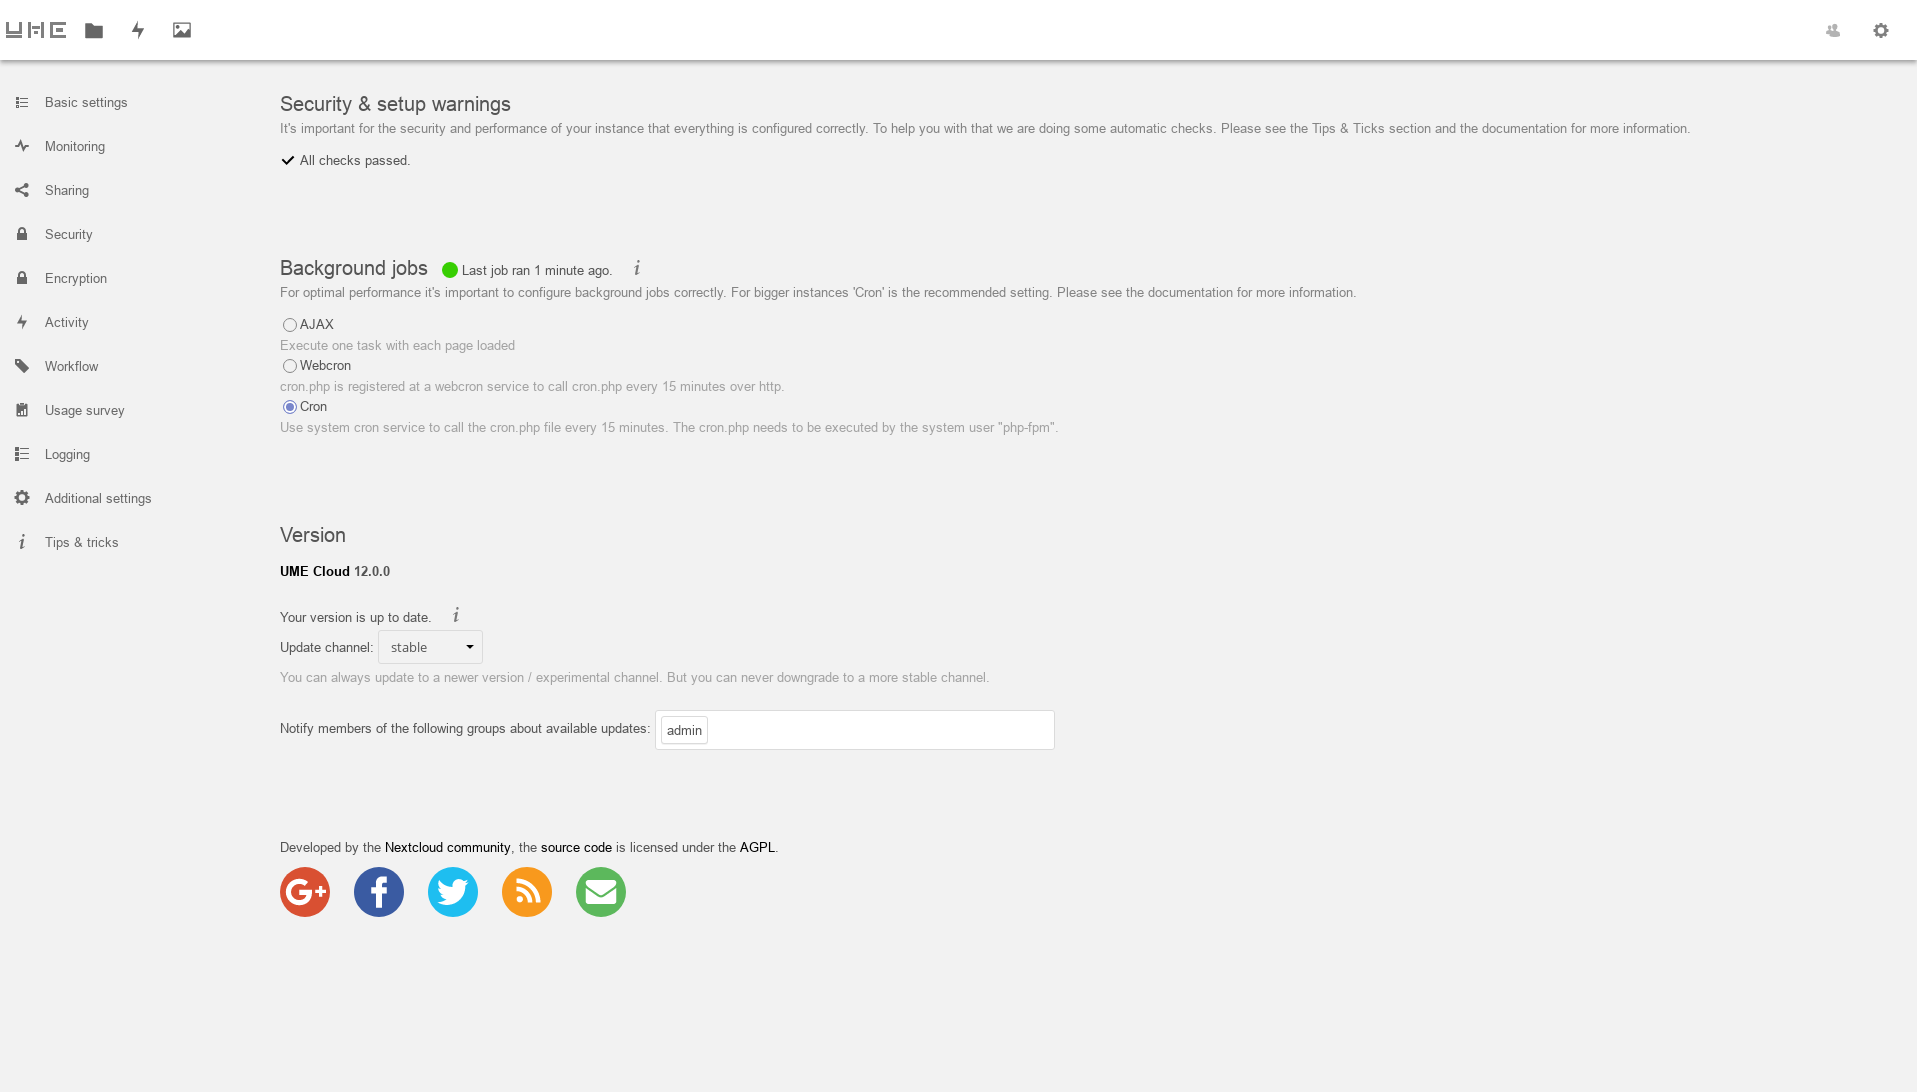 UME
Basic settings
Monitoring
Sharing
Security
Encryption
Activity
Workflow
Usage survey
Logging
Additional settings
Tips & tricks
Security & setup warnings
It's important for the security and performance of your instance that everything is configured correctly. To help you with that we are doing some automatic checks. Please see the Tips & Ticks section and the documentation for more information.
All checks passed.
Background jobs Last job ran 1 minute ago.
For optimal performance it's important to configure background jobs correctly. For bigger instances 'Cron' is the recommended setting. Please see the documentation for more information.
AJAX
Execute one task with each page loaded
Webcron
cron.php is registered at a webcron service to call cron.php every 15 minutes over http.
Cron
Use system cron service to call the cron.php file every 15 minutes. The cron.php needs to be executed by the system user "php-fpm".
Version
UME Cloud 12.0.0
Your version is up to date.
Update channel: stable
You can always update to a newer version / experimental channel. But you can never downgrade to a more stable channel.
Notify members of the following groups about available updates: admin
Developed by the Nextcloud community, the source code is licensed under the AGPL.